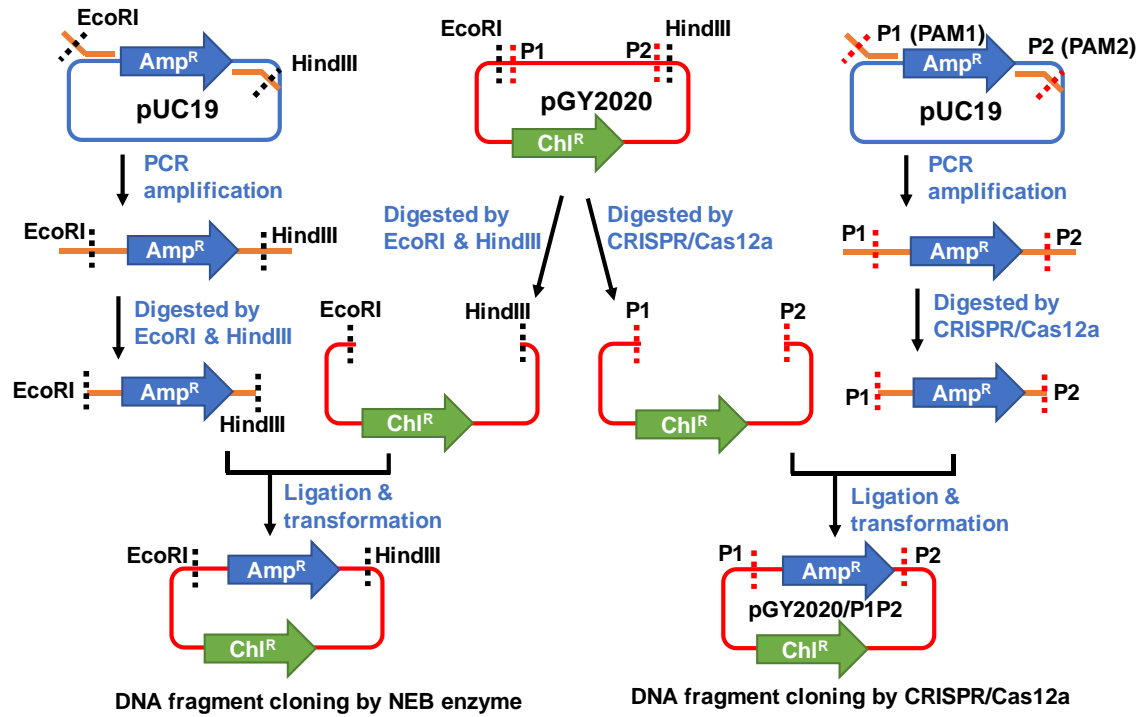 EcoRI
Amp^R
HindIII
pUC19
PCR
amplification
EcoRI
HindIII
Amp^R
Digested by
EcoRI & HindIII
EcoRI
Amp^R
HindIII
EcoRI
HindIII
P1
P2
pGY2020
Chl^R
Digested by
EcoRI & HindIII
Digested by
CRISPR/Cas12a
EcoRI
HindIII
Chl^R
P1
P2
Chl^R
P1 (PAM1)
P2 (PAM2)
Amp^R
pUC19
PCR
amplification
P1
P2
Amp^R
Digested by
CRISPR/Cas12a
P1
Amp^R
P2
Ligation &
transformation
EcoRI
HindIII
Amp^R
Chl^R
DNA fragment cloning by NEB enzyme
Ligation &
transformation
P1
P2
Amp^R
pGY2020/P1P2
Chl^R
DNA fragment cloning by CRISPR/Cas12a